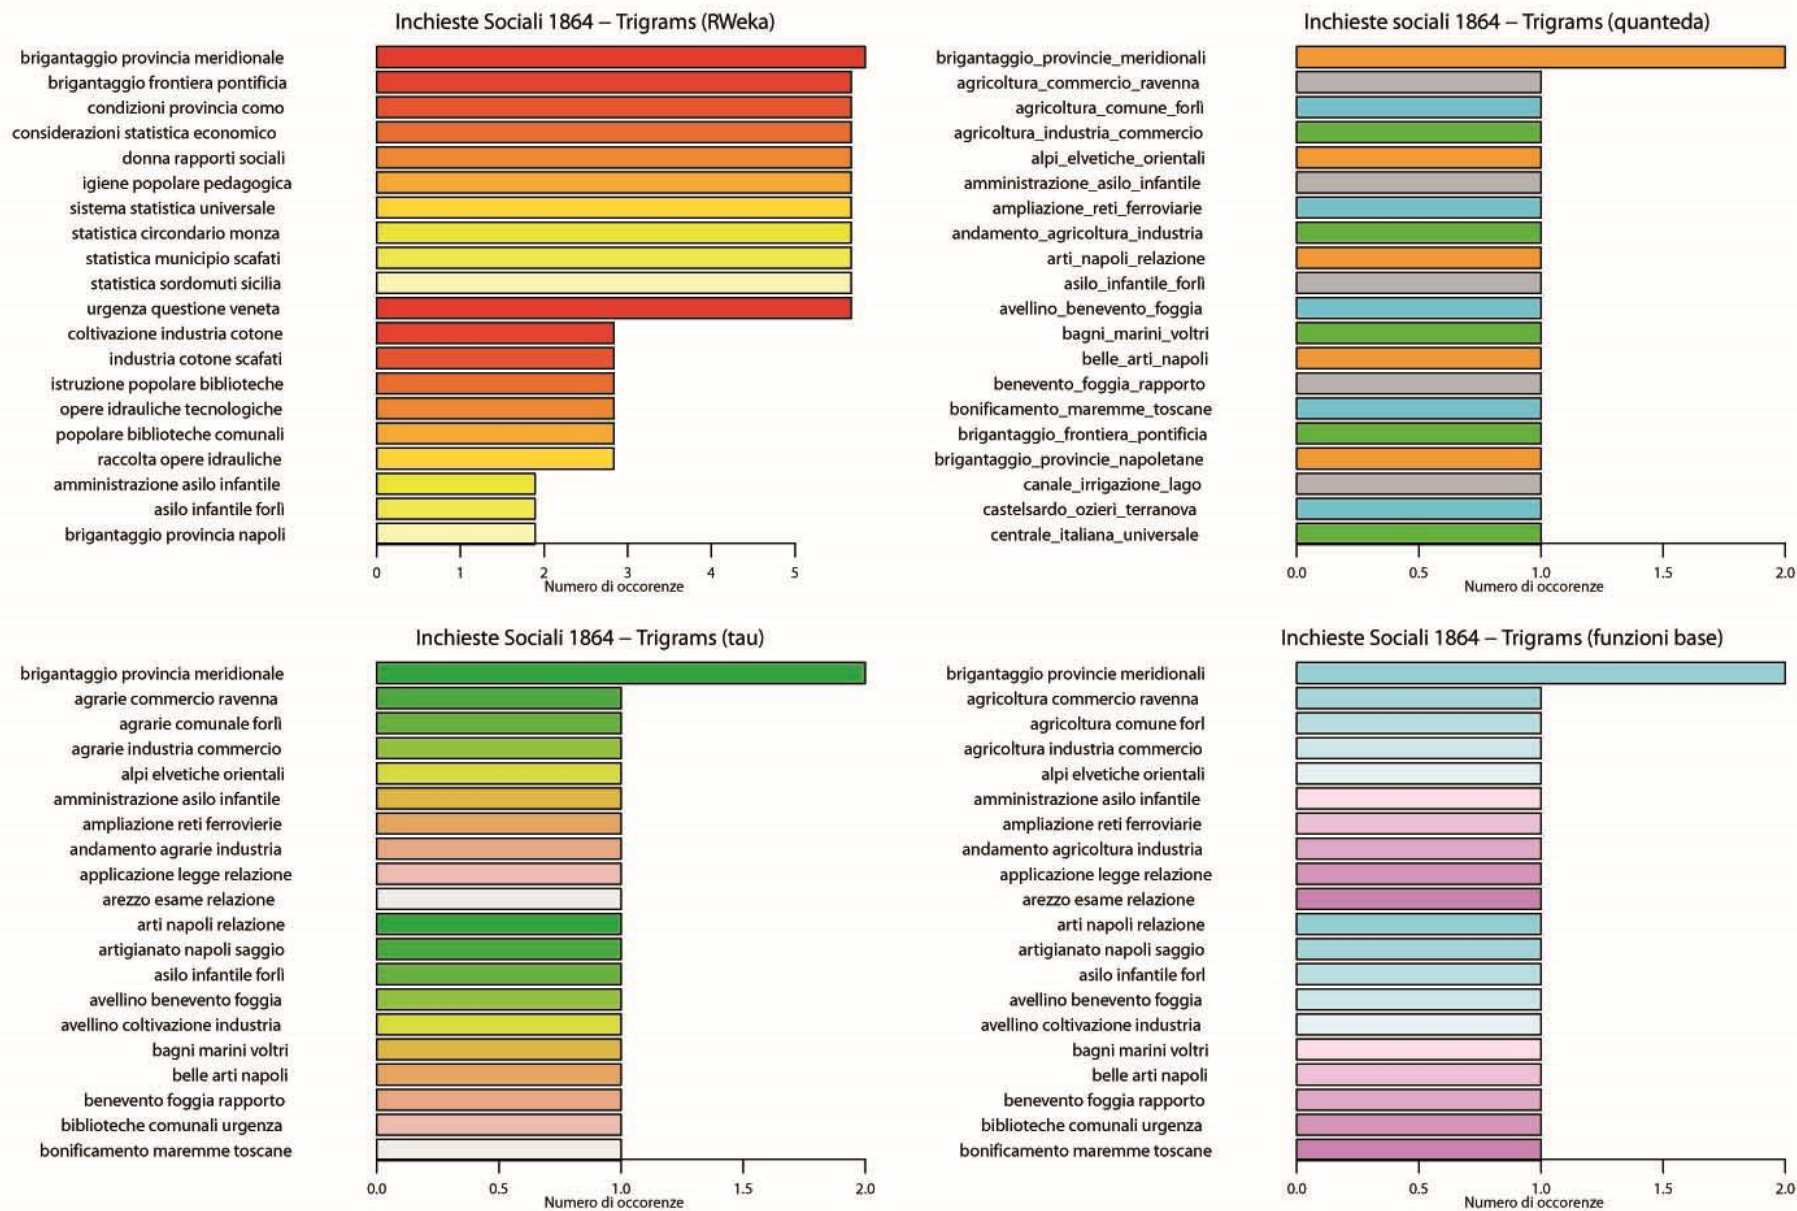 Inchieste Sociali 1864 – Trigrams (RWeka)
brigantaggio provincia meridionale
brigantaggio frontiera pontificia
condizioni provincia como
considerazioni statistica economico
donna rapporti sociali
igiene popolare pedagogica
sistema statistica universale
statistica circondario monza
statistica municipio scafati
statistica sordomuti sicilia
urgenza questione veneta
coltivazione industria cotone
industria cotone scafati
istruzione popolare biblioteche
opere idrauliche tecnologiche
popolare biblioteche comunali
raccolta opere idrauliche
amministrazione asilo infantile
asilo infantile forlì
brigantaggio provincia napoli
0 1 2 3 4 5
Numero di occorenze
Inchieste sociali 1864 – Trigrams (quanteda)
brigantaggio_provincie_meridionali
agricoltura_commercio_ravenna
agricoltura_comune_forlì
agricoltura_industria_commercio
alpi_elvetiche_orientali
amministrazione_asilo_infantile
ampliazione_reti_ferroviarie
andamento_agricoltura_industria
arti_napoli_relazione
asilo_infantile_forlì
avellino_benevento_foggia
bagni_marini_voltri
belle_arti_napoli
benevento_foggia_rapporto
bonificamento_maremme_toscane
brigantaggio_frontiera_pontificia
brigantaggio_provincie_napoletane
canale_irrigazione_lago
castelsardo_ozieri_terranova
centrale_italiana_universale
0.0 0.5 1.0 1.5 2.0
Numero di occorenze
Inchieste Sociali 1864 – Trigrams (tau)
brigantaggio provincia meridionale
agrarie commercio ravenna
agrarie comunale forlì
agrarie industria commercio
alpi elvetiche orientali
amministrazione asilo infantile
ampliazione reti ferrovierie
andamento agrarie industria
applicazione legge relazione
arezzo esame relazione
arti napoli relazione
artigianato napoli saggio
asilo infantile forlì
avellino benevento foggia
avellino coltivazione industria
bagni marini voltri
belle arti napoli
benevento foggia rapporto
biblioteche comunali urgenza
bonificamento maremme toscane
0.0 0.5 1.0 1.5 2.0
Numero di occorenze
Inchieste Sociali 1864 – Trigrams (funzioni base)
brigantaggio provincie meridionali
agricoltura commercio ravenna
agricoltura comune forl
agricoltura industria commercio
alpi elvetiche orientali
amministrazione asilo infantile
ampliazione reti ferroviarie
andamento agricoltura industria
applicazione legge relazione
arezzo esame relazione
arti napoli relazione
artigianato napoli saggio
asilo infantile forl
avellino benevento foggia
avellino coltivazione industria
bagni marini voltri
belle arti napoli
benevento foggia rapporto
biblioteche comunali urgenza
bonificamento maremme toscane
0.0 0.5 1.0 1.5 2.0
Numero di occorenze